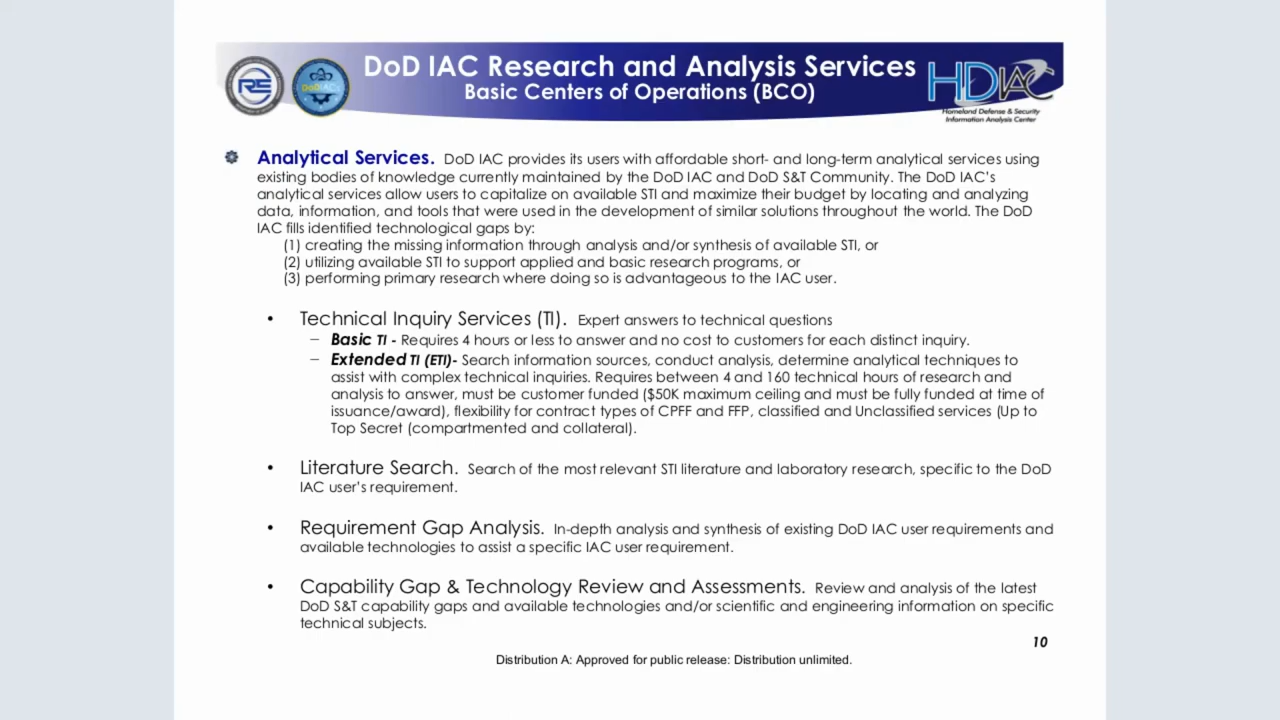 DoD IAC Research and Analysis Services
Basic Centers of Operations (BCO)
RE
DoDIACs
HDIAC
Homeland Defense & Security
Information Analysis Center
Analytical Services. DoD IAC provides its users with affordable short- and long-term analytical services using
existing bodies of knowledge currently maintained by the DoD IAC and DoD S&T Community. The DoD IAC's
analytical services allow users to capitalize on available STI and maximize their budget by locating and analyzing
data, information, and tools that were used in the development of similar solutions throughout the world. The DoD
IAC fills identified technological gaps by:
(1) creating the missing information through analysis and/or synthesis of available STI, or
(2) utilizing available STI to support applied and basic research programs, or
(3) performing primary research where doing so is advantageous to the IAC user.
• Technical Inquiry Services (TI). Expert answers to technical questions
– Basic TI - Requires 4 hours or less to answer and no cost to customers for each distinct inquiry.
– Extended TI (ETI)- Search information sources, conduct analysis, determine analytical techniques to
assist with complex technical inquiries. Requires between 4 and 160 technical hours of research and
analysis to answer, must be customer funded ($50K maximum ceiling and must be fully funded at time of
issuance/award), flexibility for contract types of CPFF and FFP, classified and Unclassified services (Up to
Top Secret (compartmented and collateral).
• Literature Search. Search of the most relevant STI literature and laboratory research, specific to the DoD
IAC user's requirement.
• Requirement Gap Analysis. In-depth analysis and synthesis of existing DoD IAC user requirements and
available technologies to assist a specific IAC user requirement.
• Capability Gap & Technology Review and Assessments. Review and analysis of the latest
DoD S&T capability gaps and available technologies and/or scientific and engineering information on specific
technical subjects.
10
Distribution A: Approved for public release: Distribution unlimited.